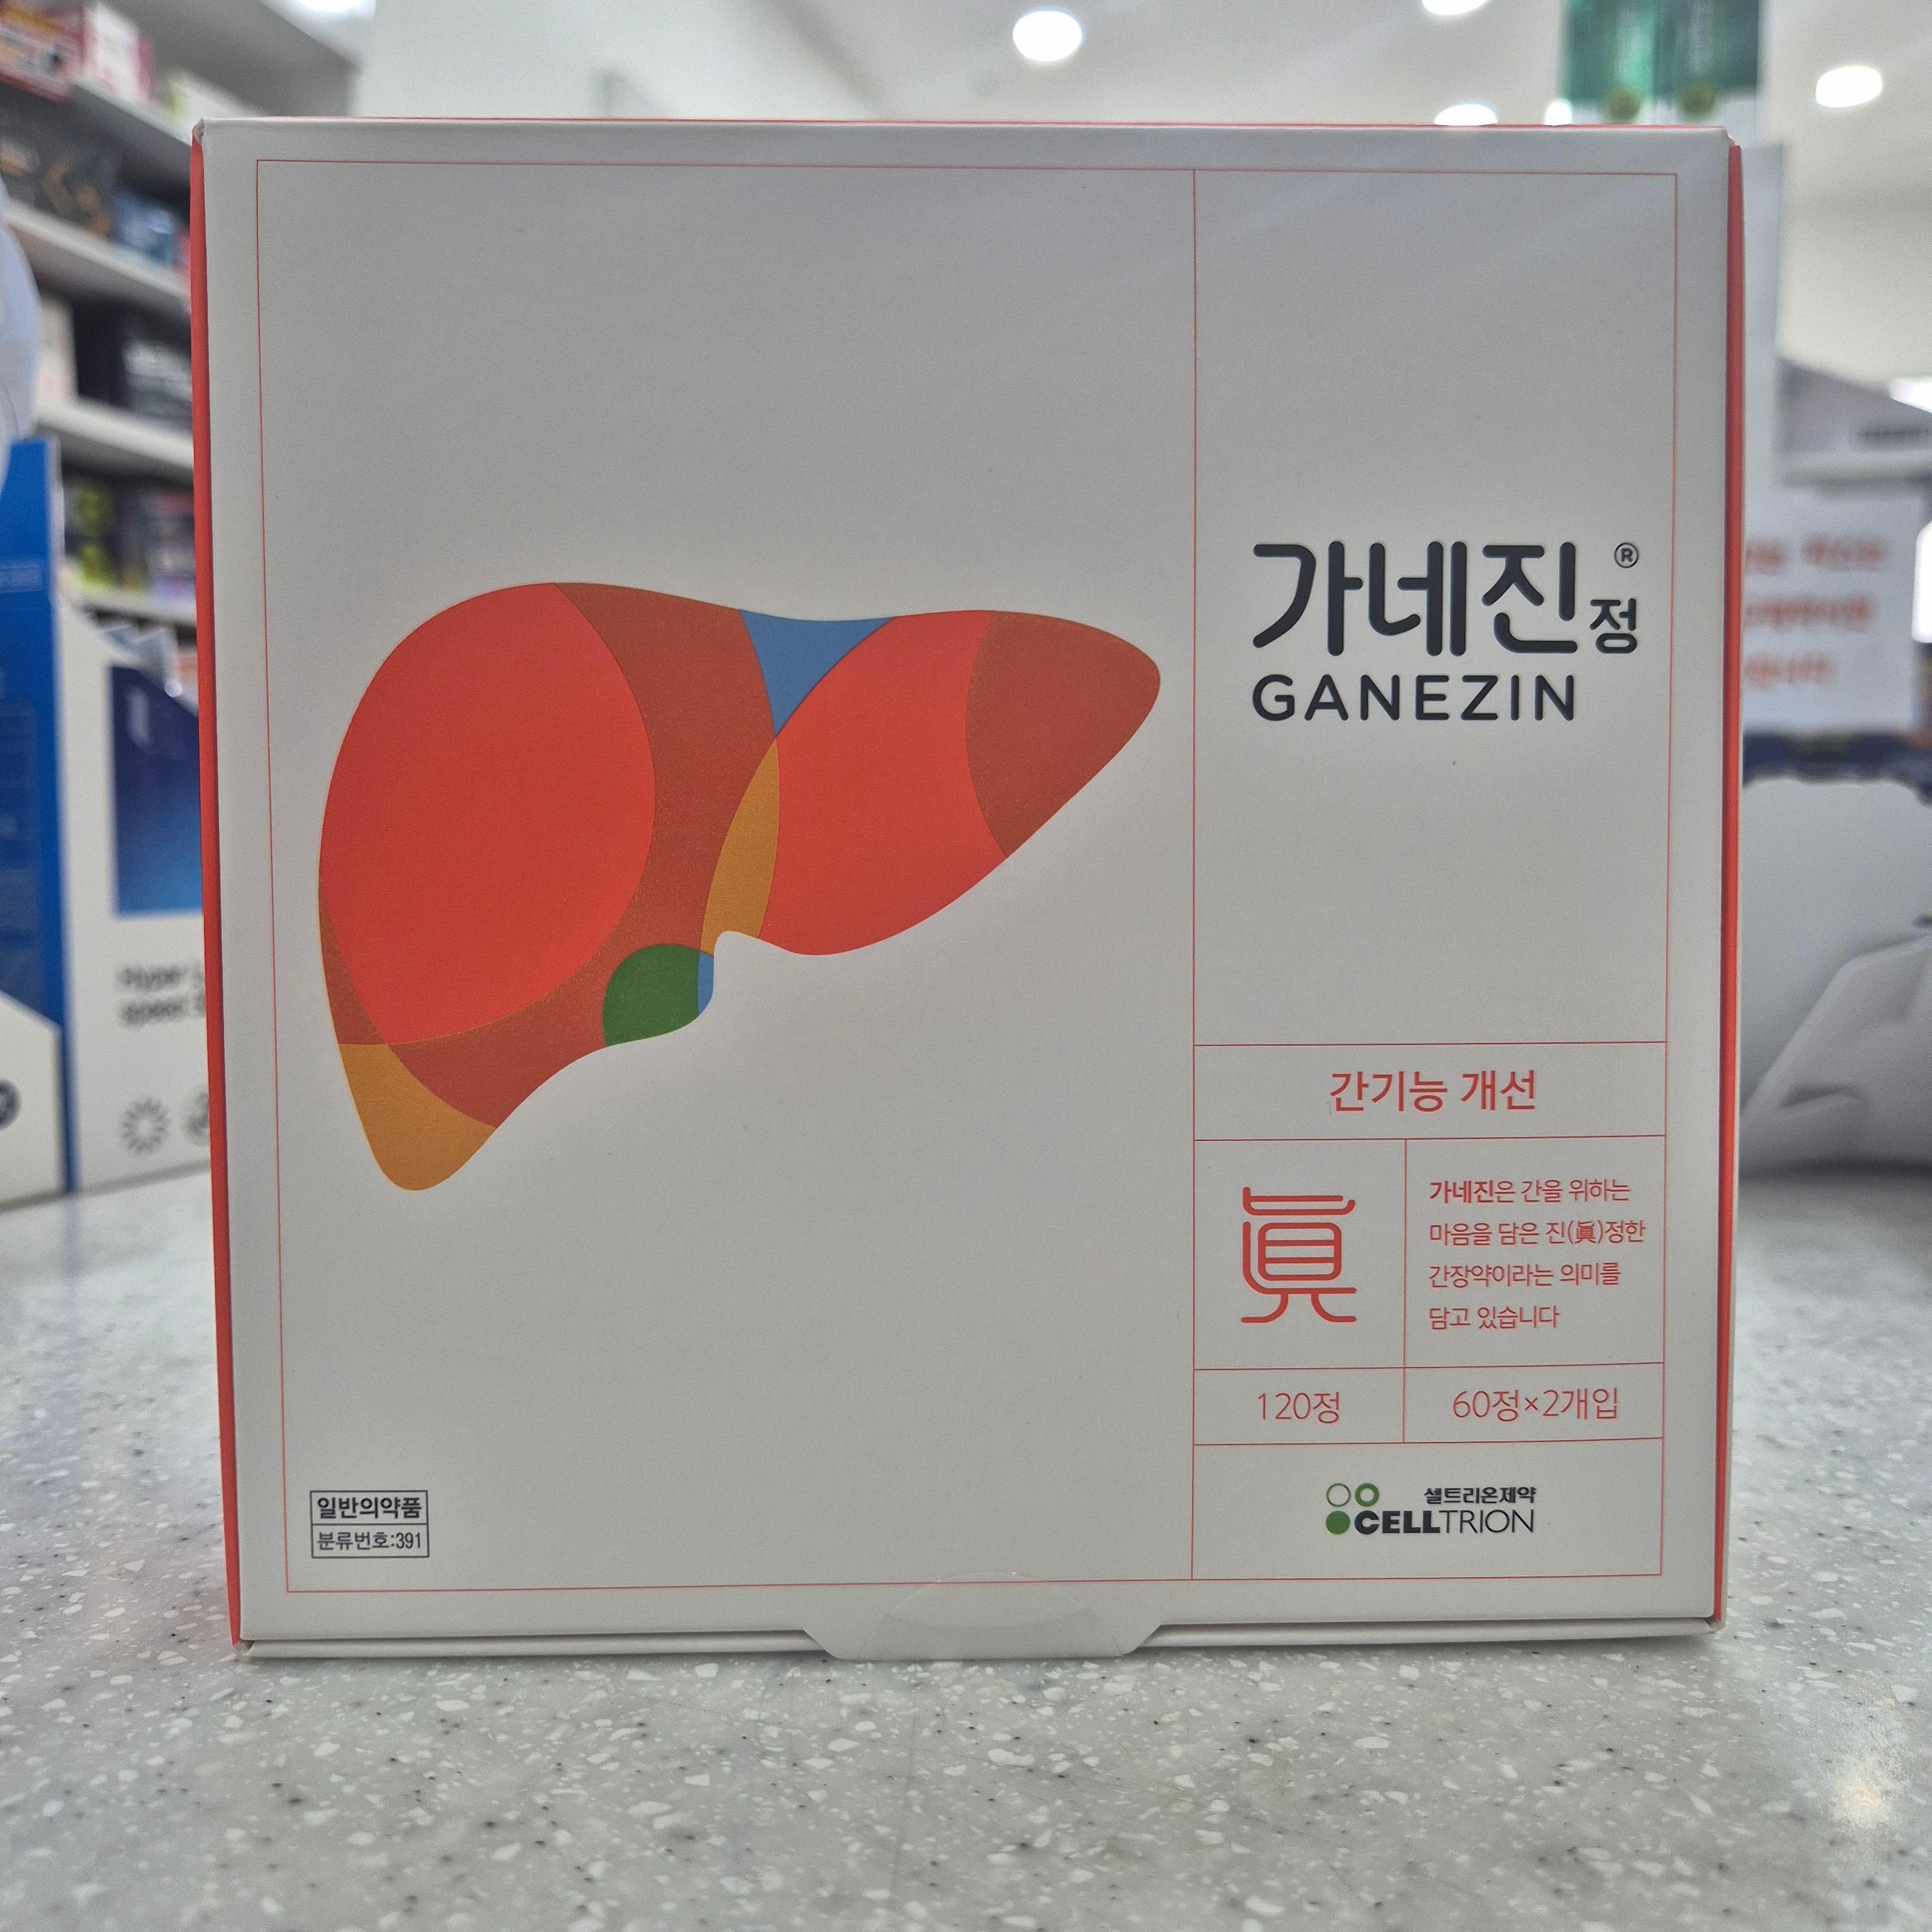 가네진정®
GANEZIN
간기능 개선
眞
가네진은 간을 위하는
마음을 담은 진(眞)정한
간장약이라는 의미를
담고 있습니다
120정
60정×2개입
셀트리온제약
CELLTRION
일반의약품
분류번호:391
Hyper
speed